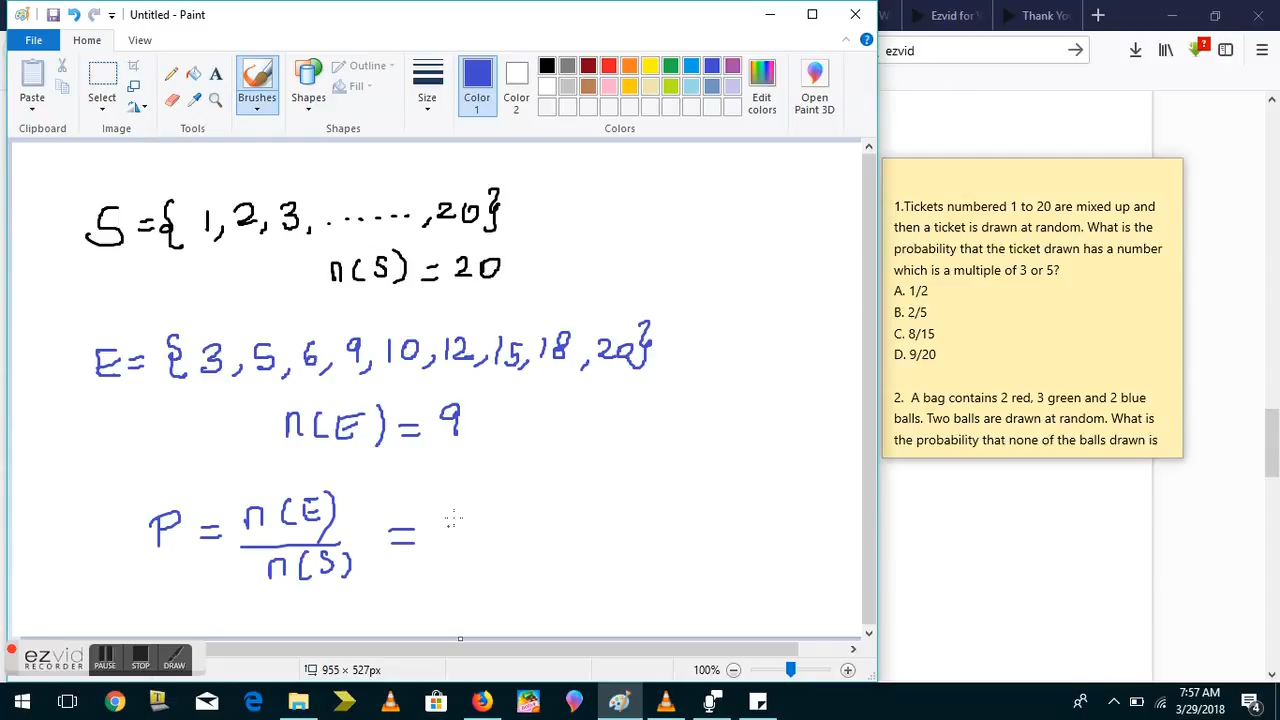 Untitled - Paint
Ezvid for
Thank You
File
Home
View
ezvid
Paste
Select
Brushes
Shapes
Outline
Fill
Size
Color 1
Color 2
Edit colors
Open Paint 3D
Clipboard
Image
Tools
Shapes
Colors
S = { 1, 2, 3, ......, 20}
n(S) = 20
E = { 3, 5, 6, 9, 10, 12, 15, 18, 20}
n(E) = 9
P = n(E) / n(S) =
1.Tickets numbered 1 to 20 are mixed up and
then a ticket is drawn at random. What is the
probability that the ticket drawn has a number
which is a multiple of 3 or 5?
A. 1/2
B. 2/5
C. 8/15
D. 9/20
2. A bag contains 2 red, 3 green and 2 blue
balls. Two balls are drawn at random. What is
the probability that none of the balls drawn is
ezvid
RECORDER
PAUSE
STOP
DRAW
955 × 527px
100%
7:57 AM
3/29/2018
4